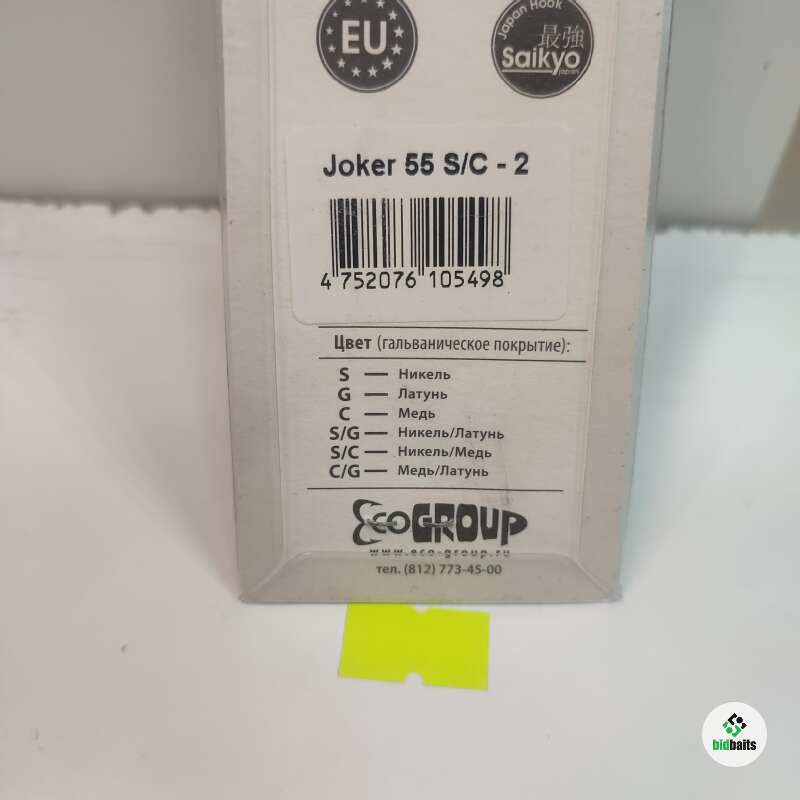 EU
Japan Hook
最強
Saikyo
Japan
Joker 55 S/C - 2
4 752076 105498
Цвет (гальваническое покрытие):
S — Никель
G — Латунь
C — Медь
S/G — Никель/Латунь
S/C — Никель/Медь
C/G — Медь/Латунь
ECOGROUP
www.eco-group.ru
тел. (812) 773-45-00
bidbaits